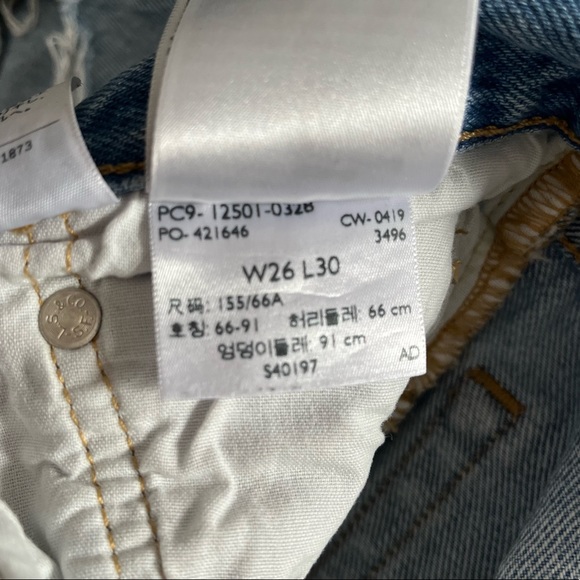 1873
PC9- 12501-0328
PO- 421646
CW- 0419
3496
W26 L30
尺码: 155/66A
호칭: 66-91 허리둘레: 66 cm
엉덩이둘레: 91 cm
S40197
AD